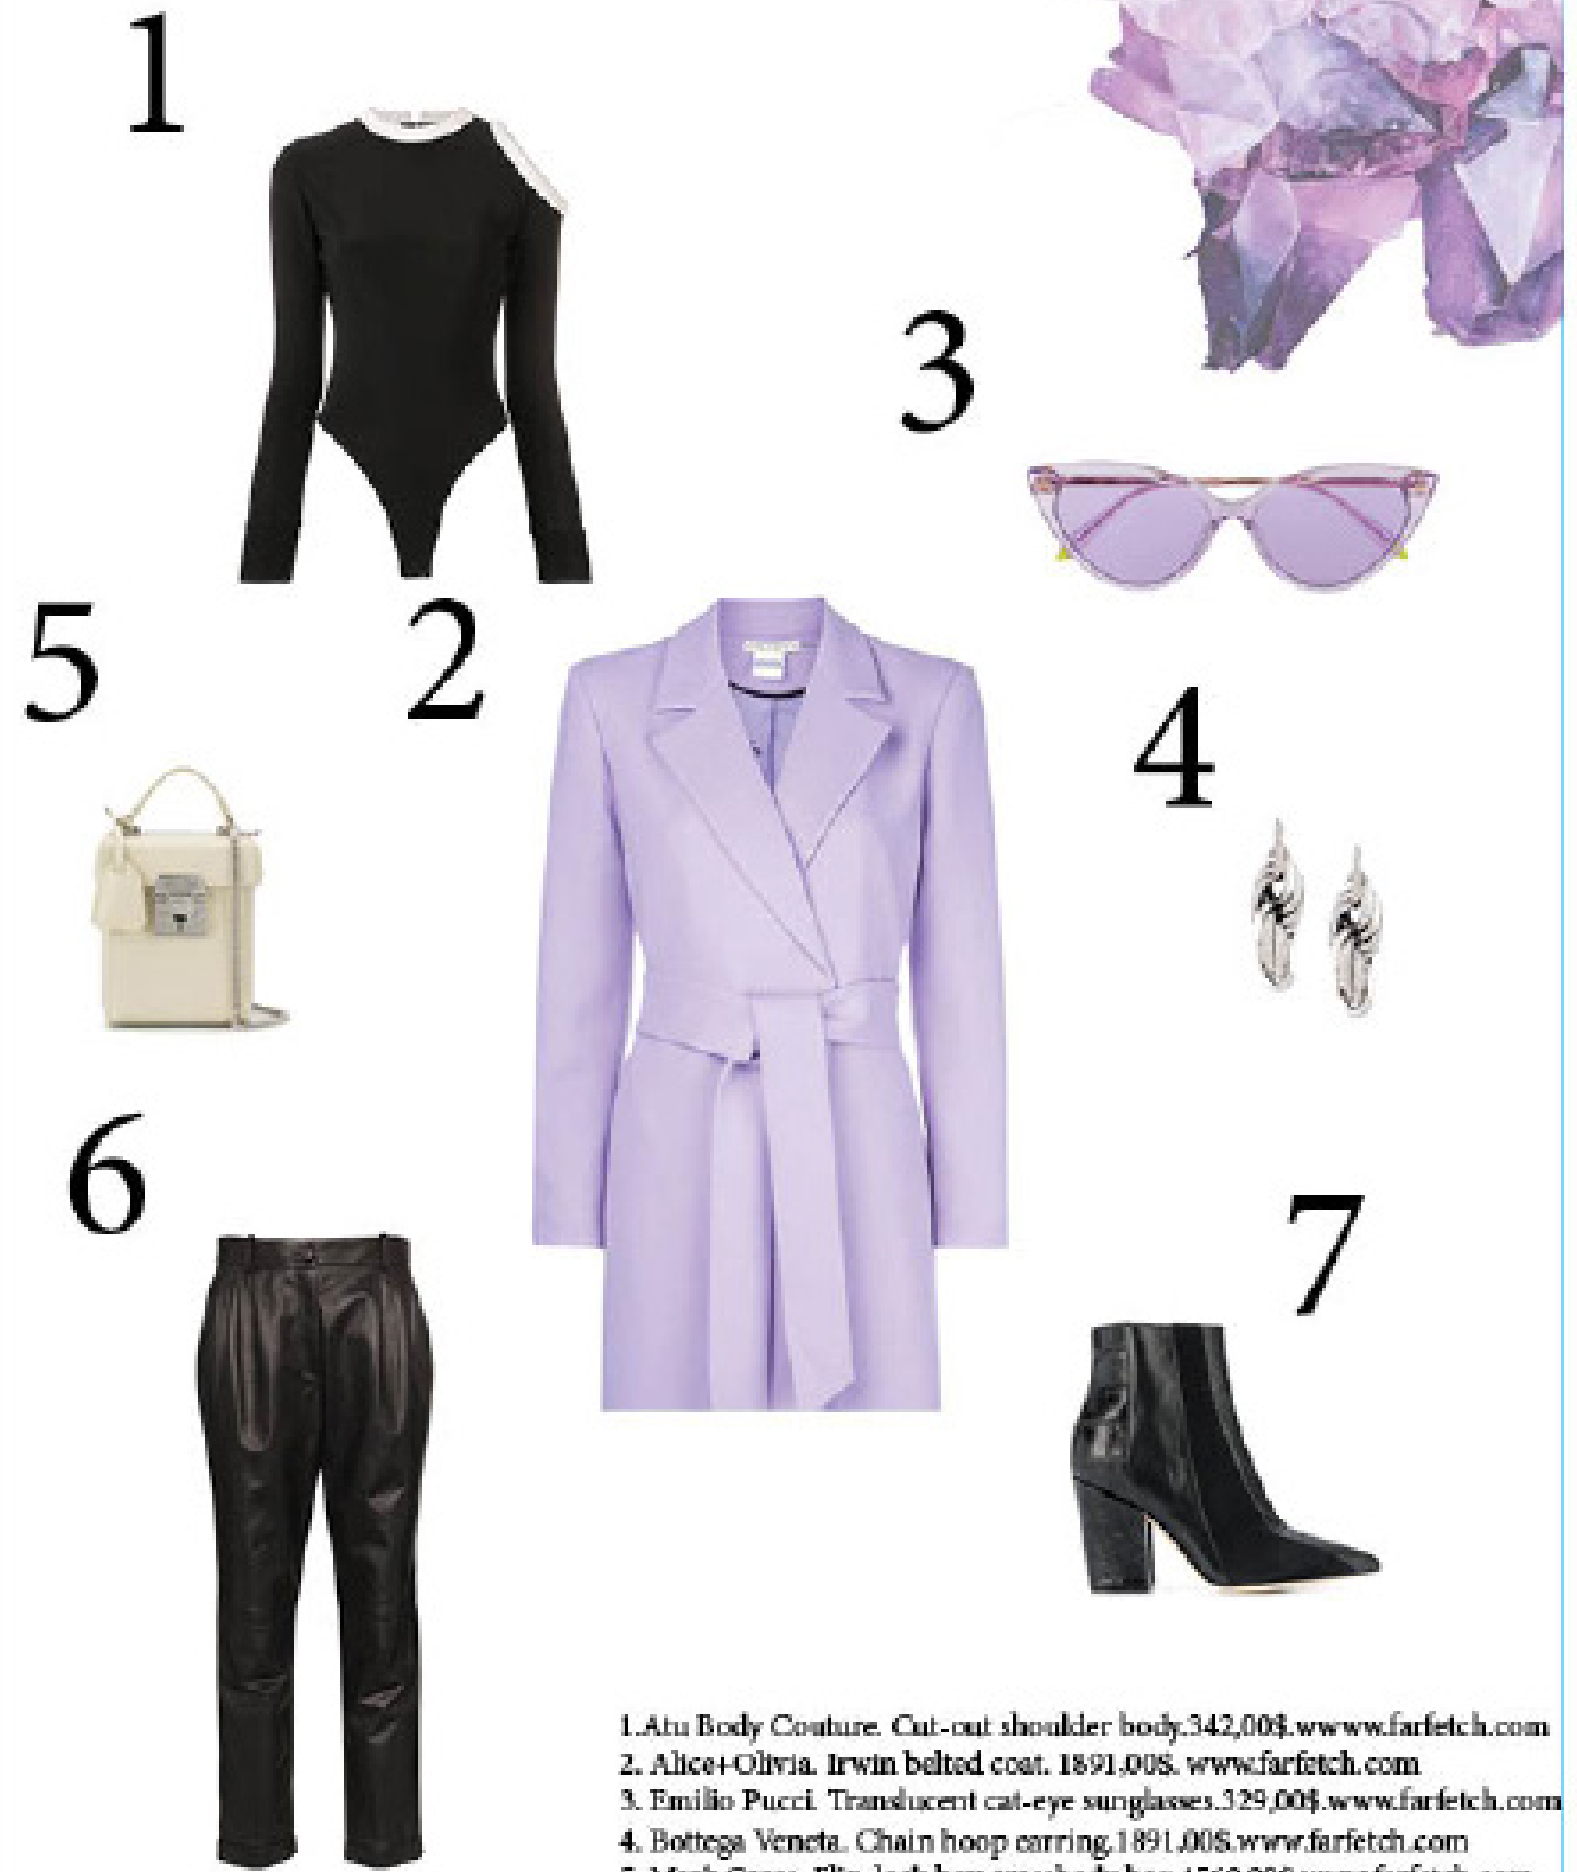 1
3
5
2
4
6
7
1.Atu Body Couture. Cut-out shoulder body.342,00$.wwww.farfetch.com
2. Alice+Olivia. Irwin belted coat. 1891,00$. www.farfetch.com
3. Emilio Pucci. Translucent cat-eye sunglasses.329,00$.www.farfetch.com
4. Bottega Veneta. Chain hoop earring.1891,00$.www.farfetch.com